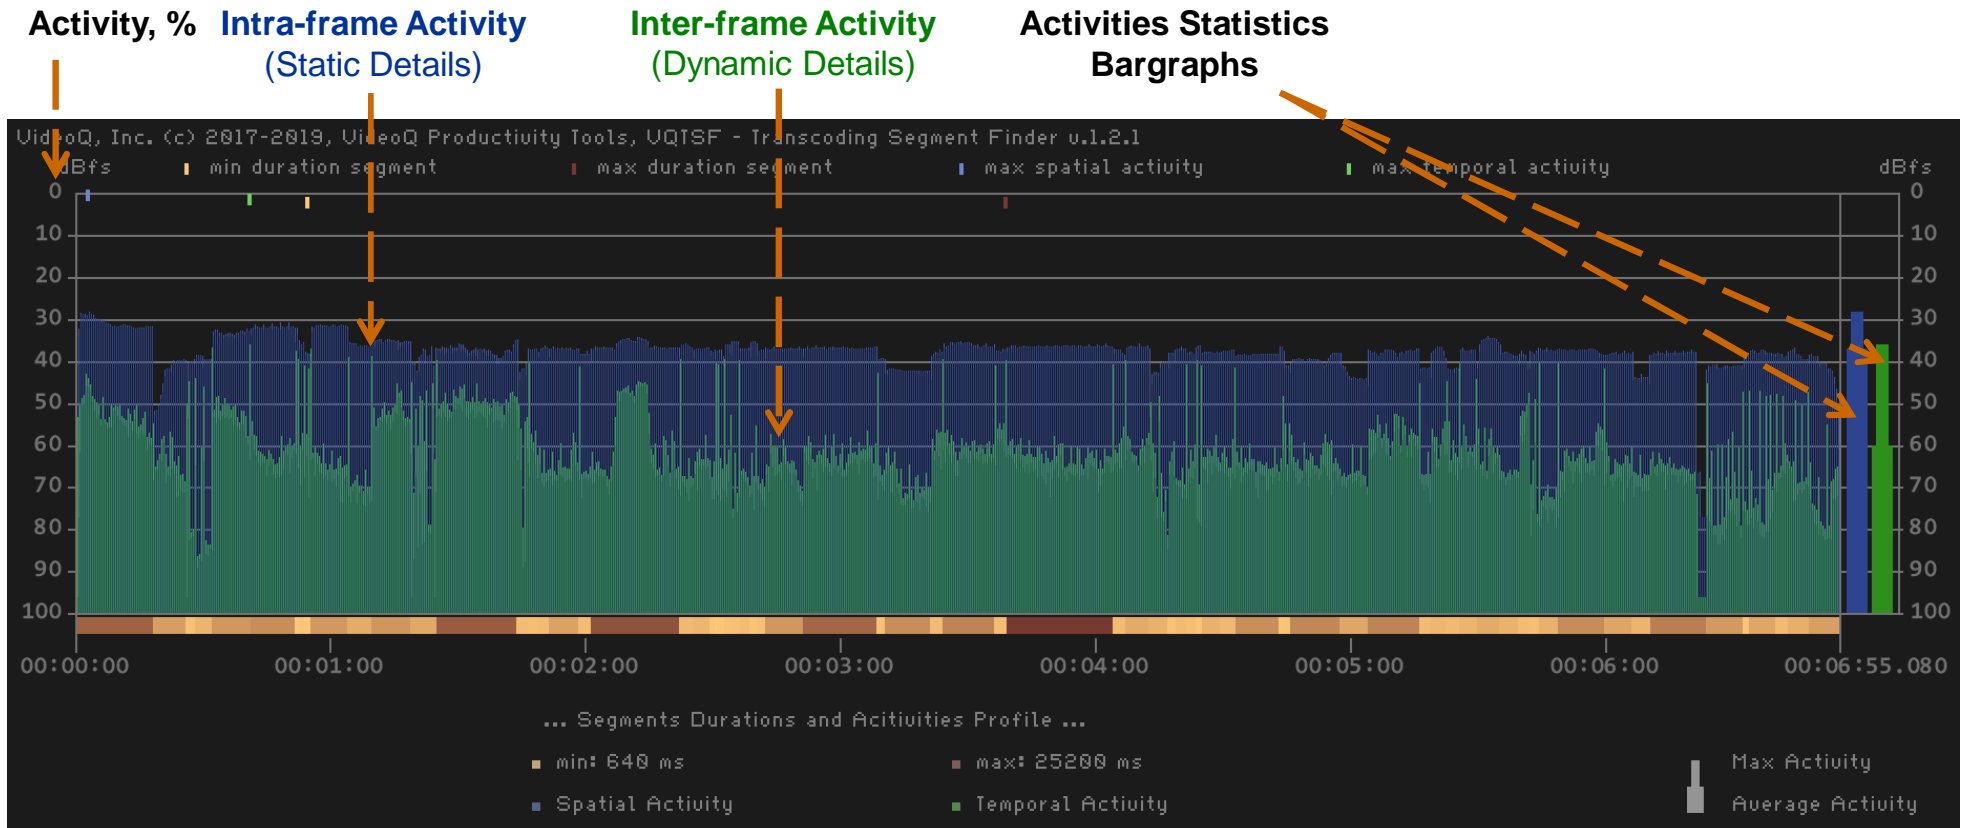 Activity, % Intra-frame Activity Inter-frame Activity Activities Statistics
(Static Details) (Dynamic Details) Bargraphs
VideoQ, Inc. (c) 2017-2019, VideoQ Productivity Tools, VQTSF - Transcoding Segment Finder v.1.2.1
dBfs min duration segment max duration segment max spatial activity max temporal activity dBfs
0 0
10 10
20 20
30 30
40 40
50 50
60 60
70 70
80 80
90 90
100 100
00:00:00 00:01:00 00:02:00 00:03:00 00:04:00 00:05:00 00:06:00 00:06:55.080
... Segments Durations and Acitivities Profile ...
min: 640 ms max: 25200 ms Max Activity
Spatial Activity Temporal Activity Average Activity